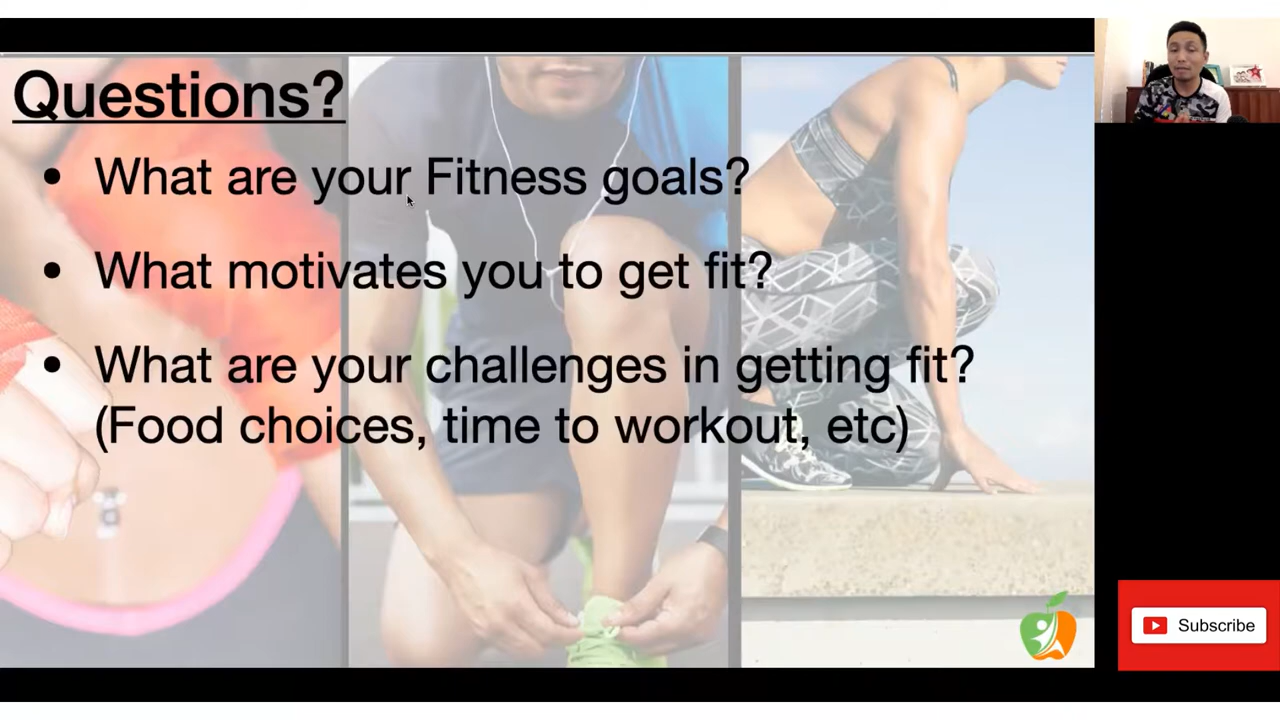 Questions?
• What are your Fitness goals?
• What motivates you to get fit?
• What are your challenges in getting fit?
(Food choices, time to workout, etc)
Subscribe